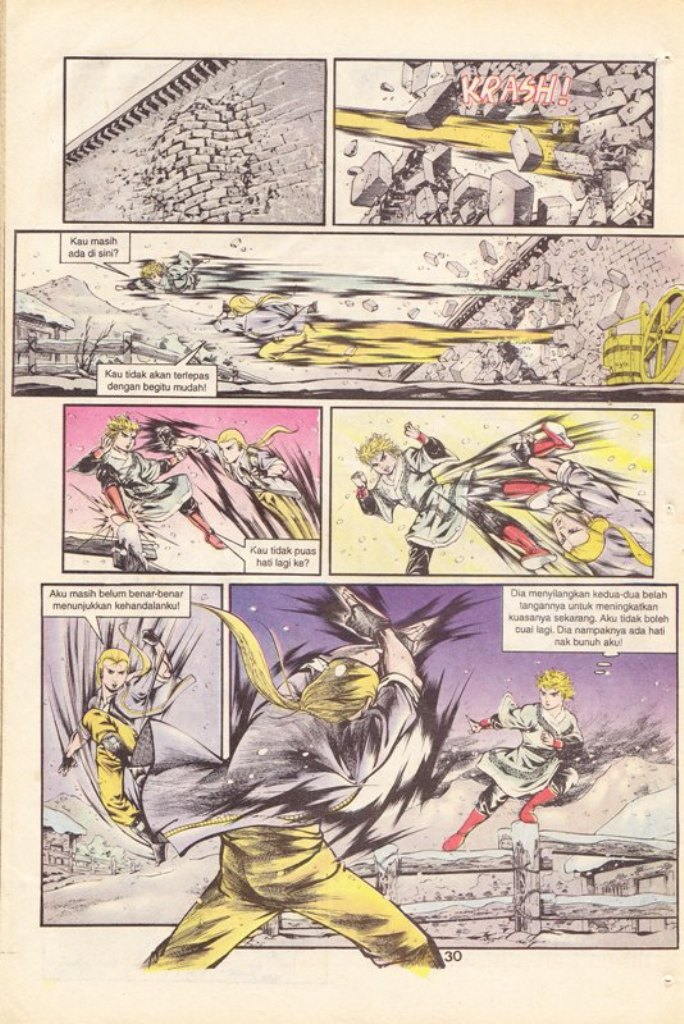 KRASH!
Kau masih
ada di sini?
Kau tidak akan terlepas
dengan begitu mudah!
Kau tidak puas
hati lagi ke?
Aku masih belum benar-benar
menunjukkan kehandalanku!
Dia menyilangkan kedua-dua belah
tangannya untuk meningkatkan
kuasanya sekarang. Aku tidak boleh
cuai lagi. Dia nampaknya ada hati
nak bunuh aku!
30